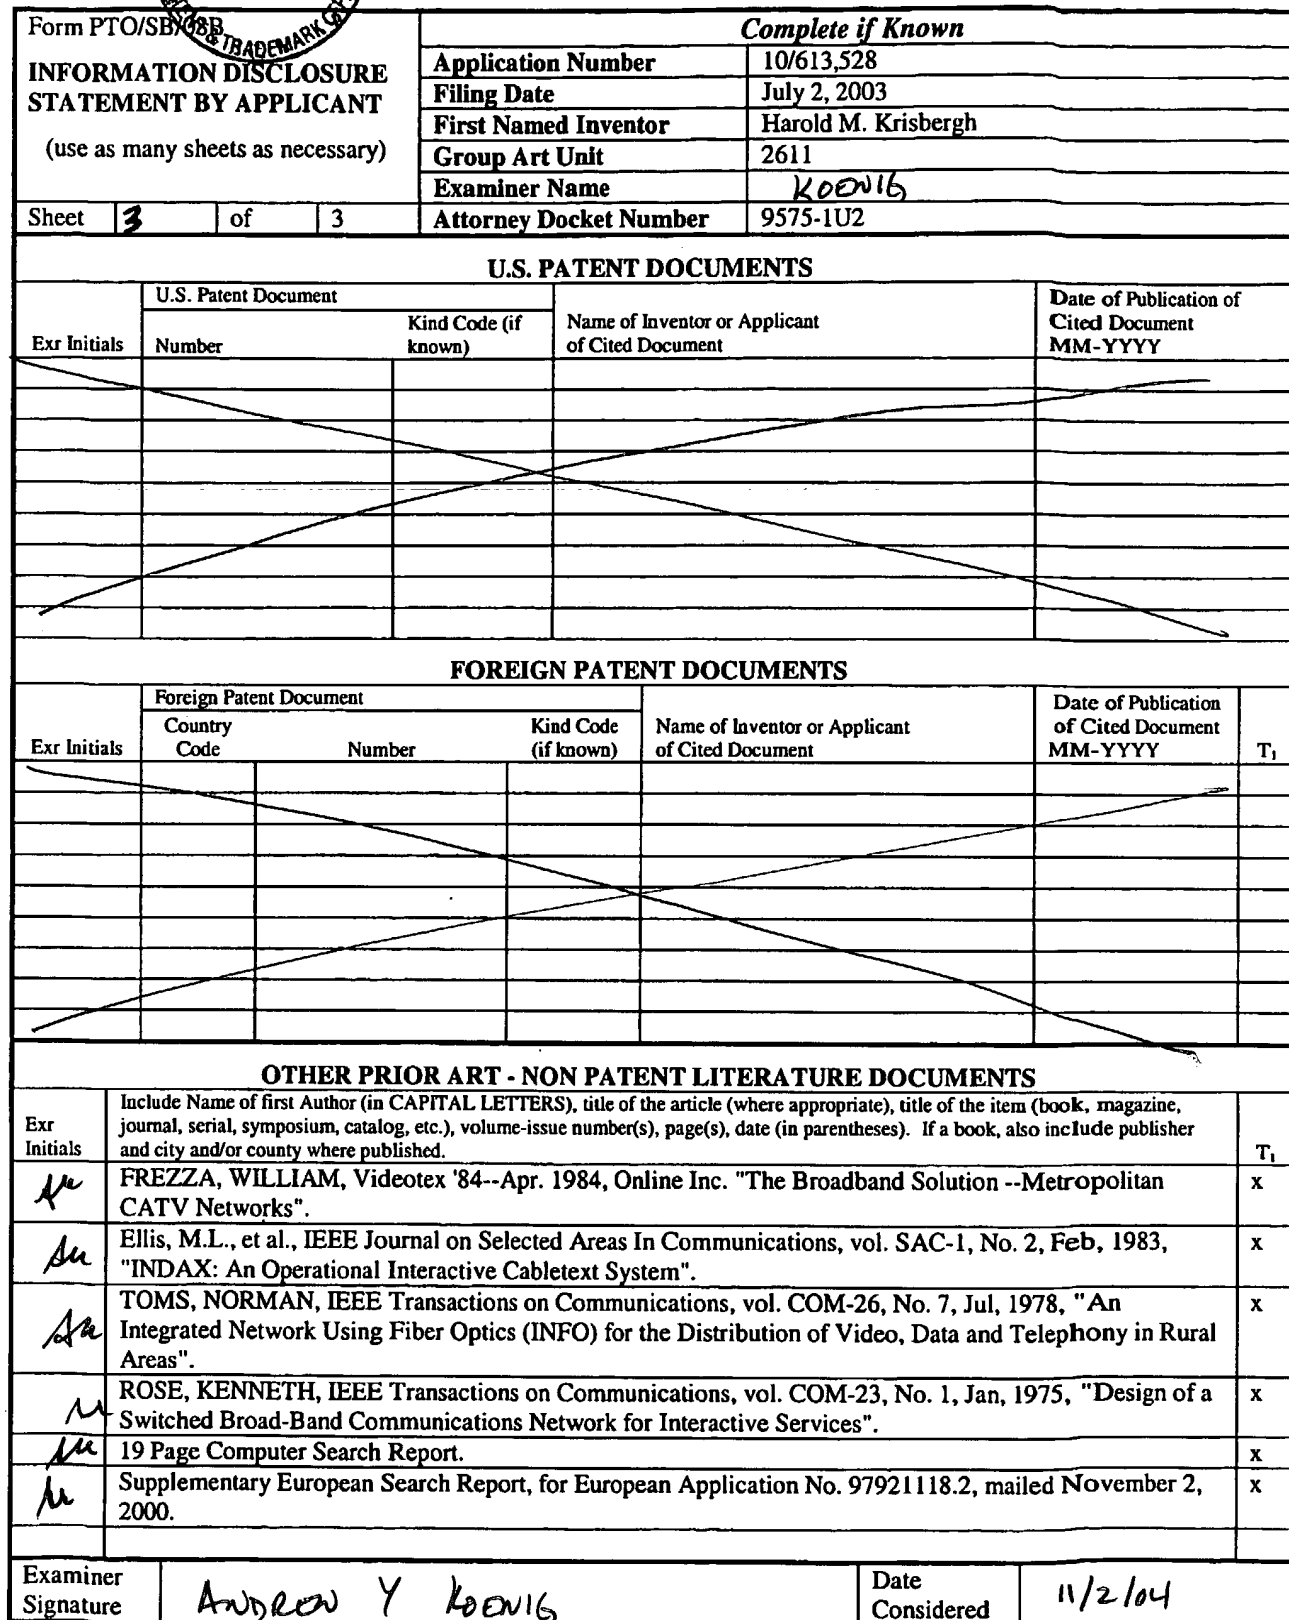 Form PTO/SB/08B
TRADEMARK
INFORMATION DISCLOSURE
STATEMENT BY APPLICANT
(use as many sheets as necessary)
Sheet 3 of 3
Complete if Known
Application Number 10/613,528
Filing Date July 2, 2003
First Named Inventor Harold M. Krisbergh
Group Art Unit 2611
Examiner Name KOENIG
Attorney Docket Number 9575-1U2
U.S. PATENT DOCUMENTS
U.S. Patent Document
Date of Publication of
Kind Code (if
Name of Inventor or Applicant
Cited Document
Exr Initials
Number
known)
of Cited Document
MM-YYYY
FOREIGN PATENT DOCUMENTS
Foreign Patent Document
Date of Publication
Country
Kind Code
Name of Inventor or Applicant
of Cited Document
Exr Initials
Code
Number
(if known)
of Cited Document
MM-YYYY
T1
OTHER PRIOR ART - NON PATENT LITERATURE DOCUMENTS
Exr
Initials
Include Name of first Author (in CAPITAL LETTERS), title of the article (where appropriate), title of the item (book, magazine,
journal, serial, symposium, catalog, etc.), volume-issue number(s), page(s), date (in parentheses). If a book, also include publisher
and city and/or county where published.
T1
FREZZA, WILLIAM, Videotex '84--Apr. 1984, Online Inc. "The Broadband Solution --Metropolitan x
CATV Networks".
Ellis, M.L., et al., IEEE Journal on Selected Areas In Communications, vol. SAC-1, No. 2, Feb, 1983, x
"INDAX: An Operational Interactive Cabletext System".
TOMS, NORMAN, IEEE Transactions on Communications, vol. COM-26, No. 7, Jul, 1978, "An x
Integrated Network Using Fiber Optics (INFO) for the Distribution of Video, Data and Telephony in Rural
Areas".
ROSE, KENNETH, IEEE Transactions on Communications, vol. COM-23, No. 1, Jan, 1975, "Design of a x
Switched Broad-Band Communications Network for Interactive Services".
19 Page Computer Search Report. x
Supplementary European Search Report, for European Application No. 97921118.2, mailed November 2, x
2000.
Examiner
Signature
ANDREW Y KOENIG
Date
Considered
11/2/04